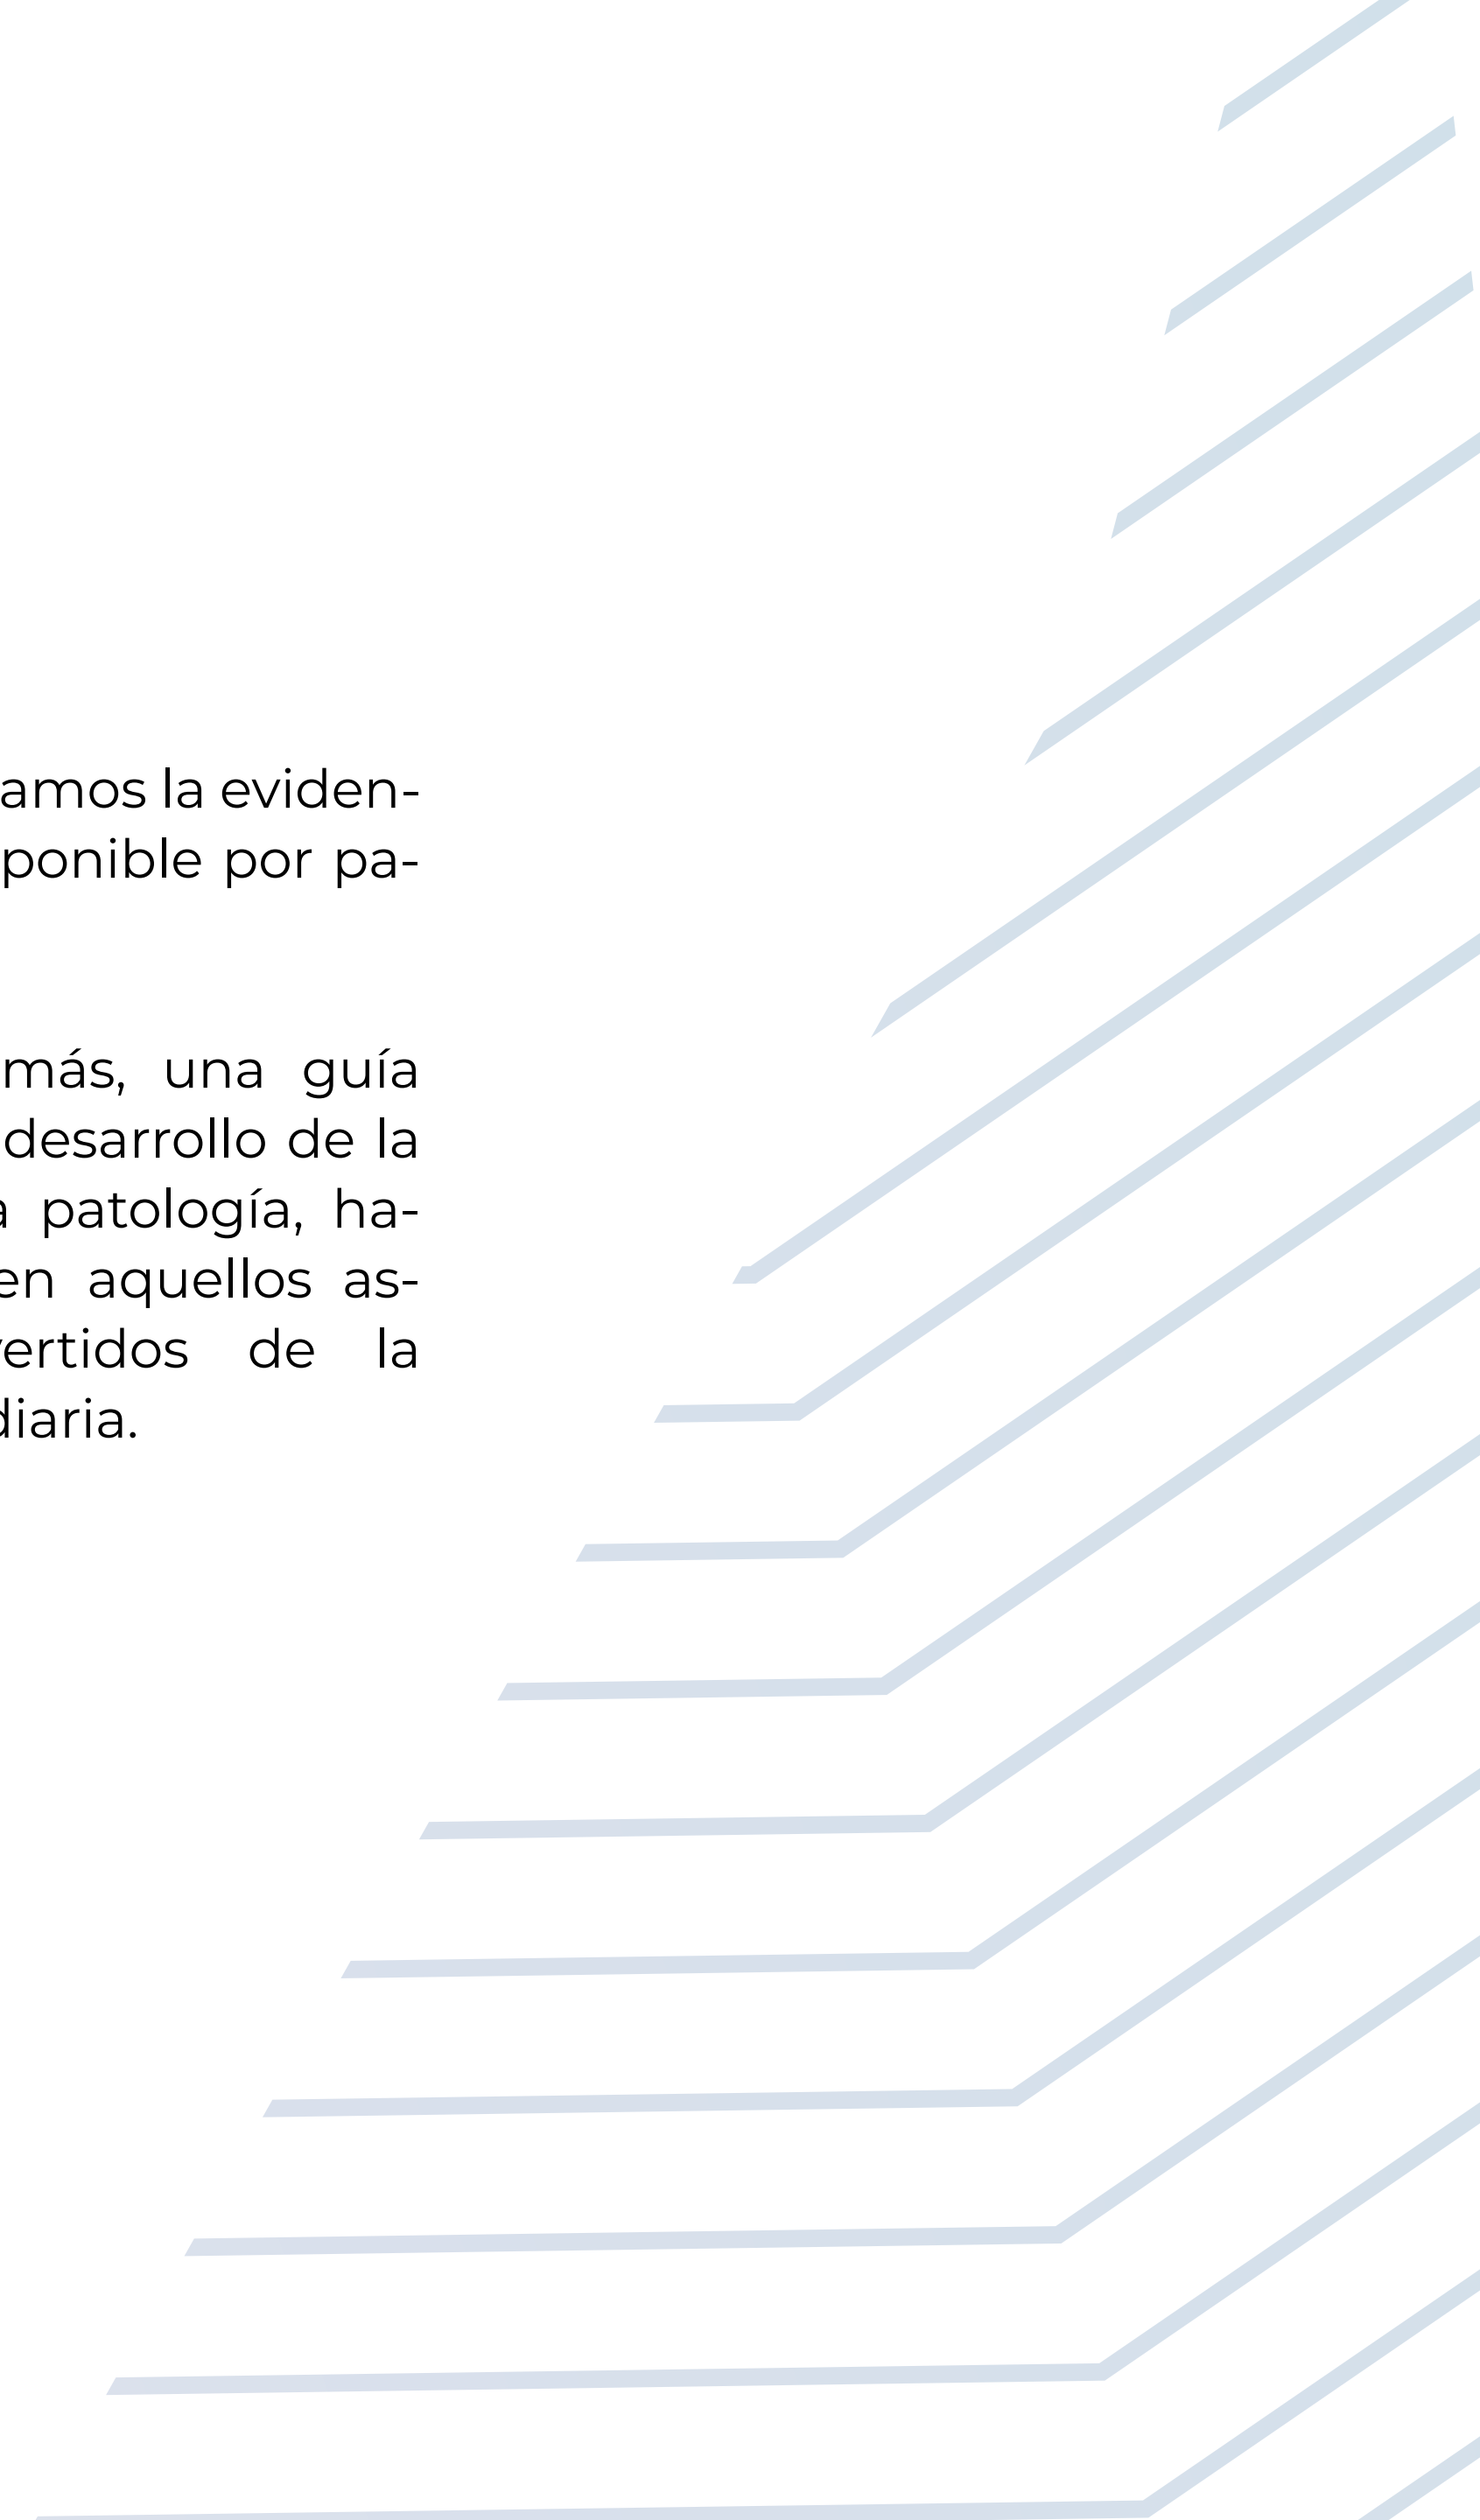 amos la eviden-
ponible por pa-
más, una guía
desarrollo de la
a patología, ha-
en aquellos as-
ertidos de la
diaria.